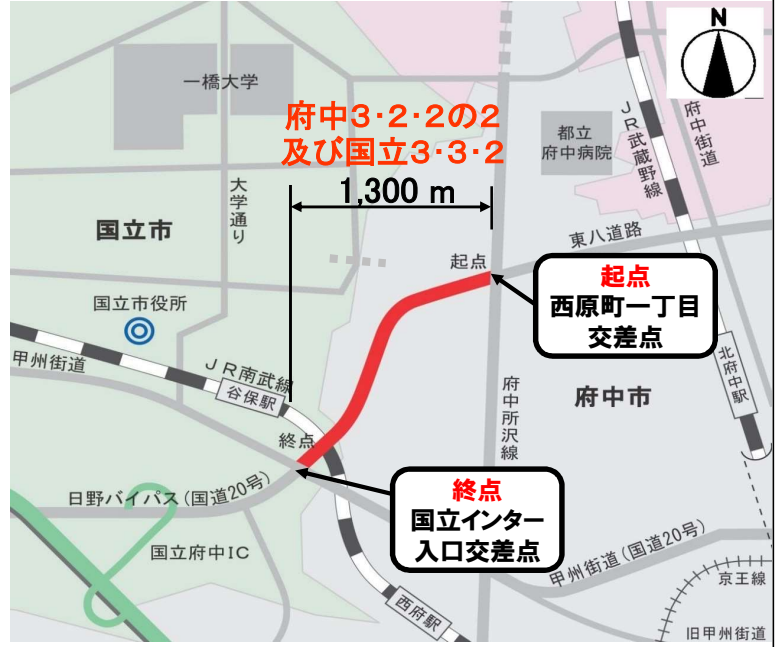 N
一橋大学
府中3・2・2の2
及び国立3・3・2
1,300 m
都立
府中病院
JR武蔵野線
府中街道
大学通り
国立市
東八道路
起点
起点
西原町一丁目
交差点
国立市役所
甲州街道
JR南武線
谷保駅
北府中駅
府中所沢線
府中市
終点
終点
国立インター
入口交差点
日野バイパス(国道20号)
国立府中IC
甲州街道(国道20号)
西府駅
京王線
旧甲州街道